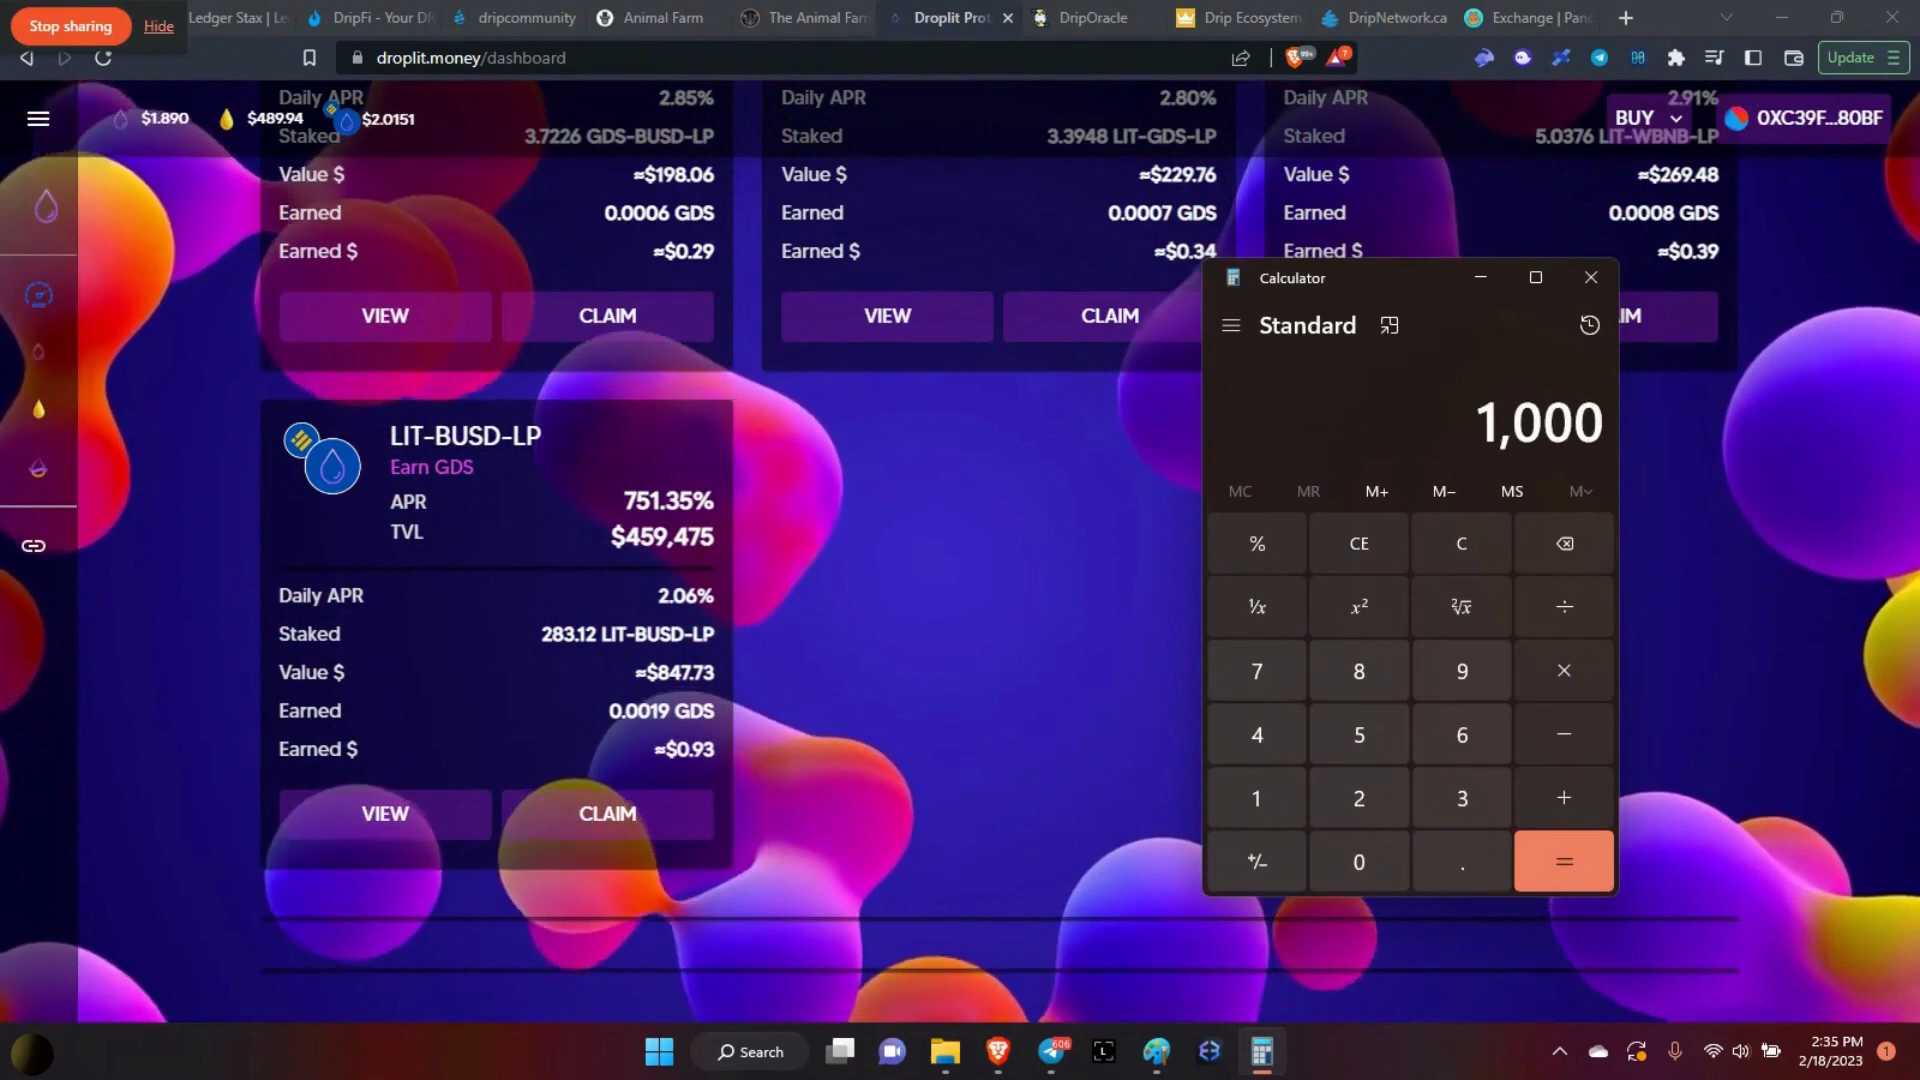 Stop sharing Hide
Ledger Stax | Le
DripFi - Your DR
dripcommunity
Animal Farm
The Animal Farm
Droplit Prot
DripOracle
Drip Ecosystem
DripNetwork.ca
Exchange | Panc
droplit.money/dashboard
99+
7
Update
$1.890 $489.94 $2.0151
BUY 0XC39F...80BF
Daily APR 2.85%
Staked 3.7226 GDS-BUSD-LP
Value $ ≈$198.06
Earned 0.0006 GDS
Earned $ ≈$0.29
VIEW CLAIM
Daily APR 2.80%
Staked 3.3948 LIT-GDS-LP
Value $ ≈$229.76
Earned 0.0007 GDS
Earned $ ≈$0.34
VIEW CLAIM
Daily APR 2.91%
Staked 5.0376 LIT-WBNB-LP
Value $ ≈$269.48
Earned 0.0008 GDS
Earned $ ≈$0.39
IM
LIT-BUSD-LP
Earn GDS
APR 751.35%
TVL $459,475
Daily APR 2.06%
Staked 283.12 LIT-BUSD-LP
Value $ ≈$847.73
Earned 0.0019 GDS
Earned $ ≈$0.93
VIEW CLAIM
Calculator
Standard
1,000
MC MR M+ M− MS M
% CE C
¹/x x² ²√x ÷
7 8 9 ×
4 5 6 −
1 2 3 +
+/− 0 . =
Search
606
L
2:35 PM
2/18/2023
1